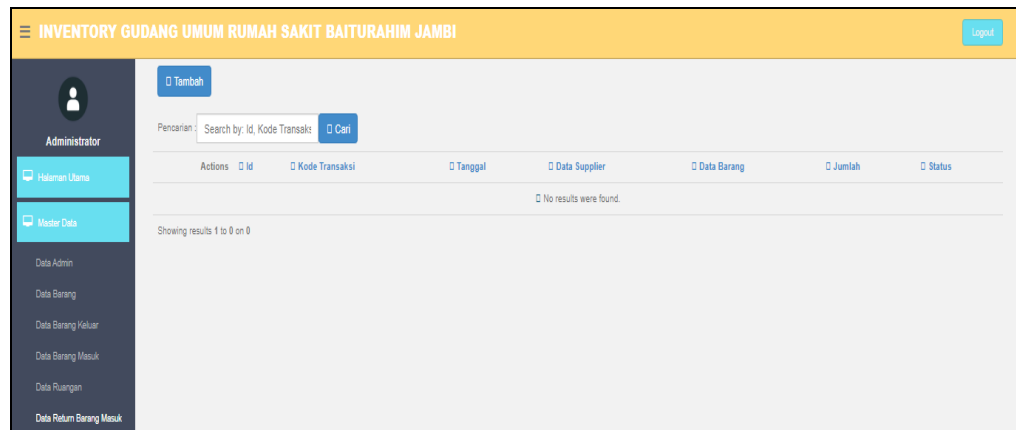 INVENTORY GUDANG UMUM RUMAH SAKIT BAITURAHIM JAMBI
Logout
Administrator
Halaman Utama
Master Data
Data Admin
Data Barang
Data Barang Keluar
Data Barang Masuk
Data Ruangan
Data Return Barang Masuk
Tambah
Pencarian : Search by: Id, Kode Transaks Cari
Actions Id Kode Transaksi Tanggal Data Supplier Data Barang Jumlah Status
No results were found.
Showing results 1 to 0 on 0